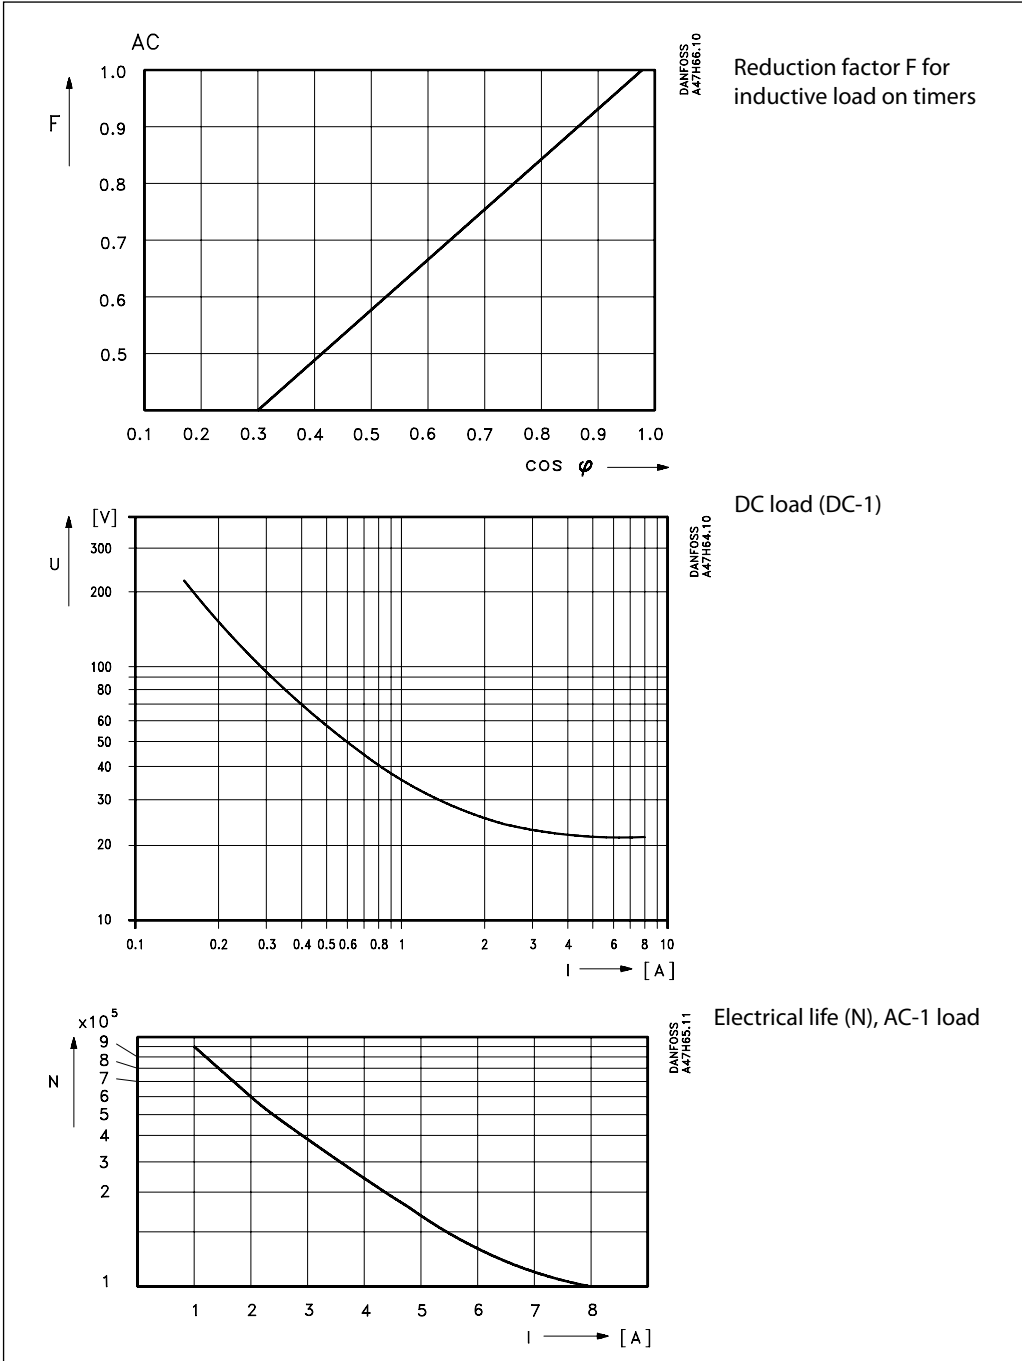 AC
F
1.0
0.9
0.8
0.7
0.6
0.5
0.1 0.2 0.3 0.4 0.5 0.6 0.7 0.8 0.9 1.0
cos φ
DANFOSS
A47H66.10
Reduction factor F for
inductive load on timers
[V]
U
300
200
100
80
60
50
40
30
20
10
0.1 0.2 0.3 0.4 0.5 0.6 0.8 1 2 3 4 6 8 10
I [A]
DANFOSS
A47H64.10
DC load (DC-1)
x10⁵
N
9
8
7
6
5
4
3
2
1
1 2 3 4 5 6 7 8
I [A]
DANFOSS
A47H65.11
Electrical life (N), AC-1 load